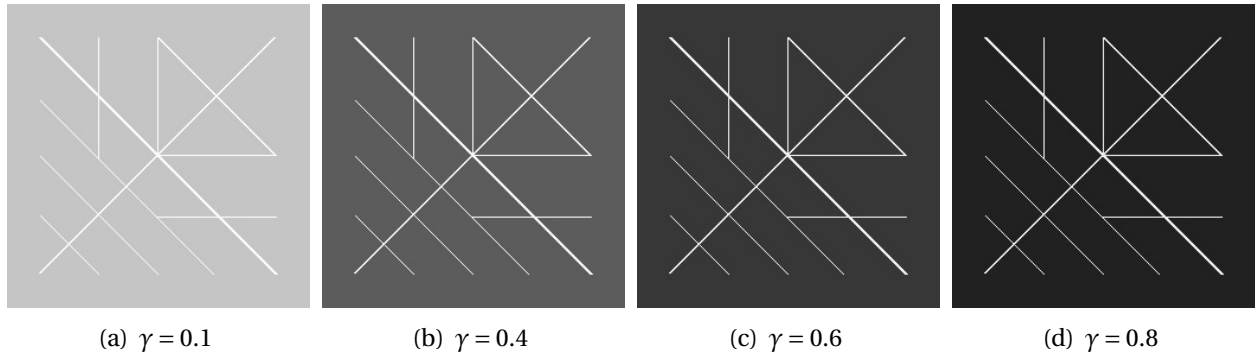 (a) γ = 0.1 (b) γ = 0.4 (c) γ = 0.6 (d) γ = 0.8